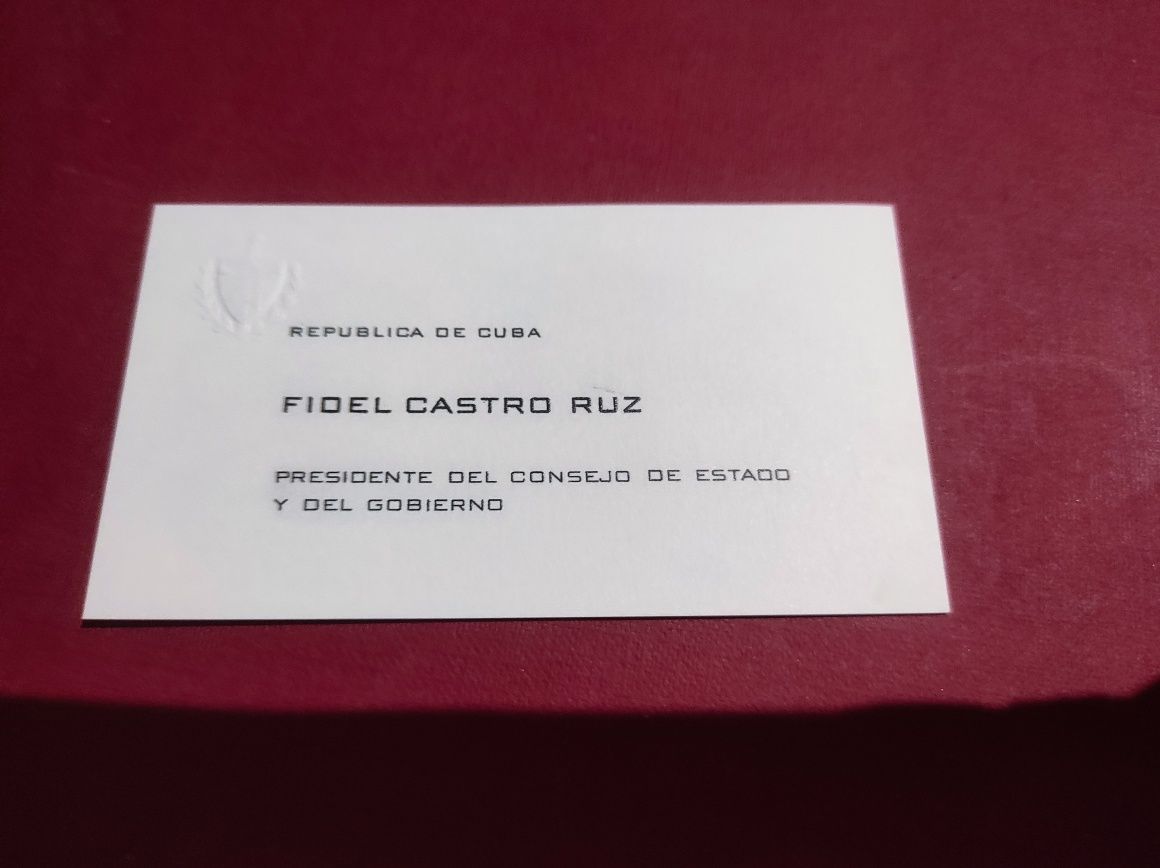 REPUBLICA DE CUBA
FIDEL CASTRO RUZ
PRESIDENTE DEL CONSEJO DE ESTADO
Y DEL GOBIERNO